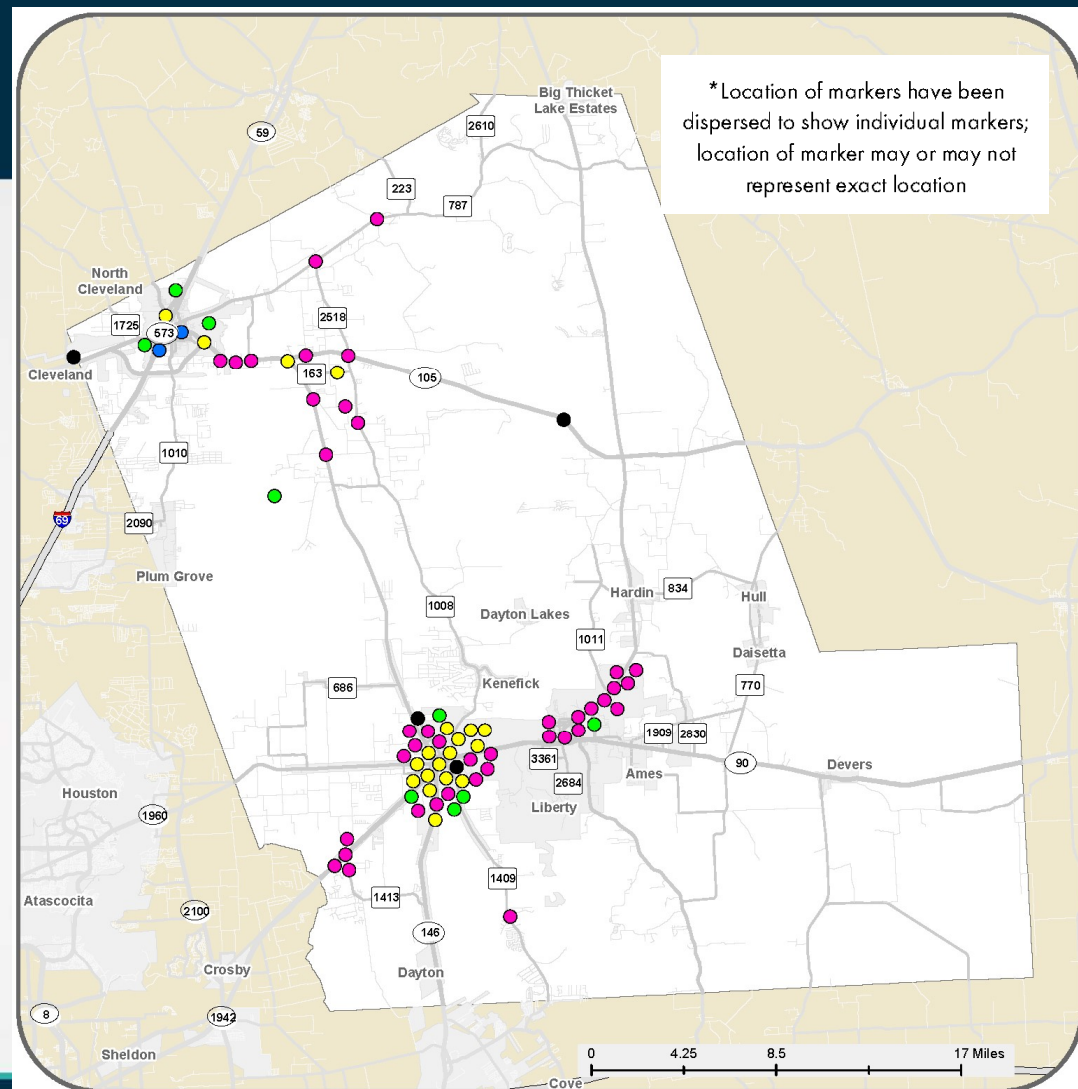 *Location of markers have been
dispersed to show individual markers;
location of marker may or may not
represent exact location
Big Thicket
Lake Estates
2610
59
223
787
North
Cleveland
1725
573
2518
Cleveland
163
105
1010
69
2090
Plum Grove
1008
Dayton Lakes
Hardin
834
Hull
1011
Daisetta
686
Kenefick
770
1909
2830
3361
90
Devers
Ames
2684
Houston
Liberty
1960
1409
1413
Atascocita
2100
146
Crosby
Dayton
8
1942
Sheldon
0
4.25
8.5
17 Miles
Cove